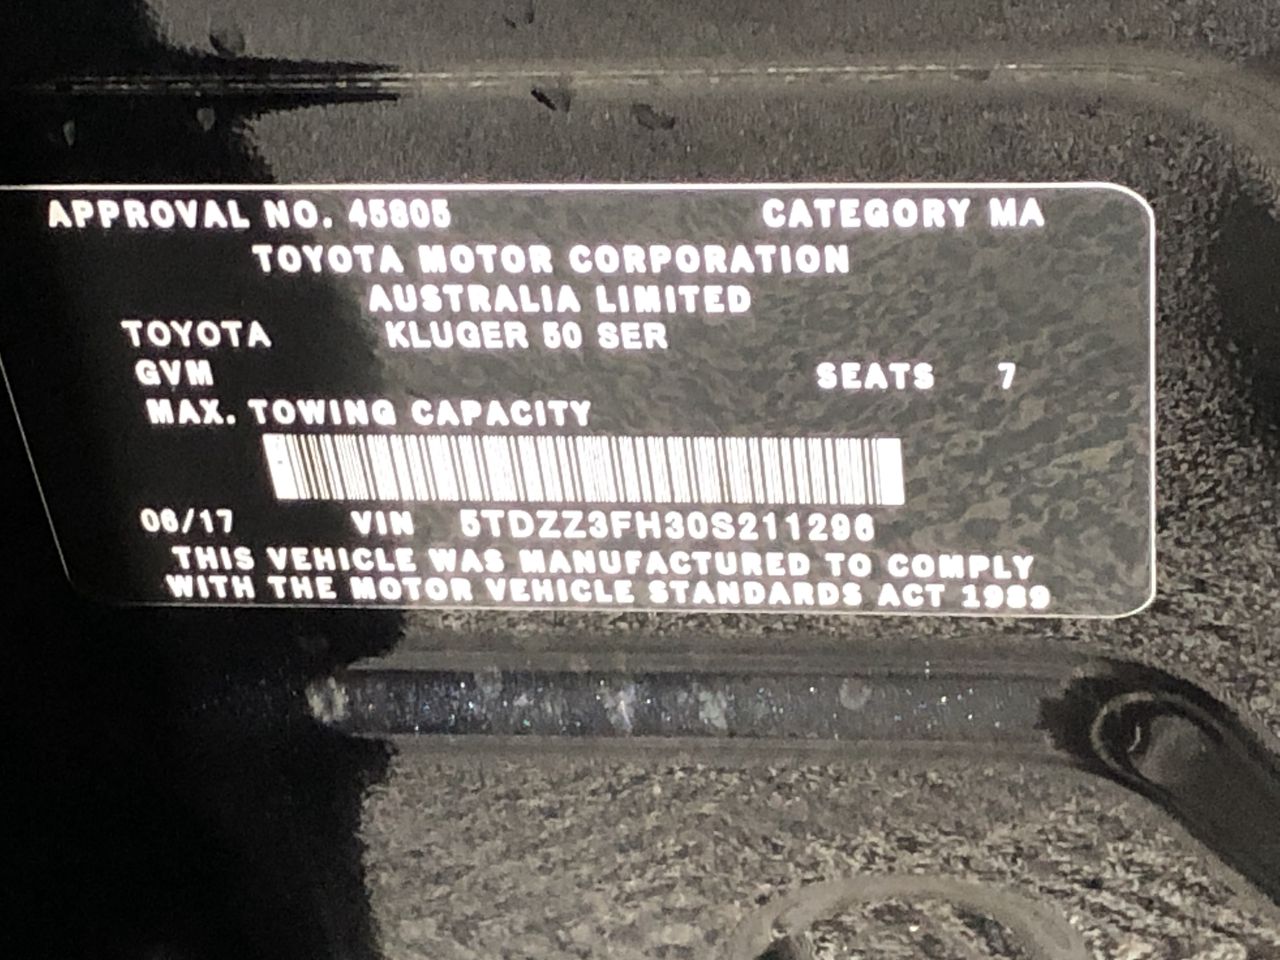 APPROVAL NO. 45805 CATEGORY MA
TOYOTA MOTOR CORPORATION
AUSTRALIA LIMITED
TOYOTA KLUGER 50 SER
GVM SEATS 7
MAX. TOWING CAPACITY
06/17 VIN 5TDZZ3FH30S211296
THIS VEHICLE WAS MANUFACTURED TO COMPLY
WITH THE MOTOR VEHICLE STANDARDS ACT 1989